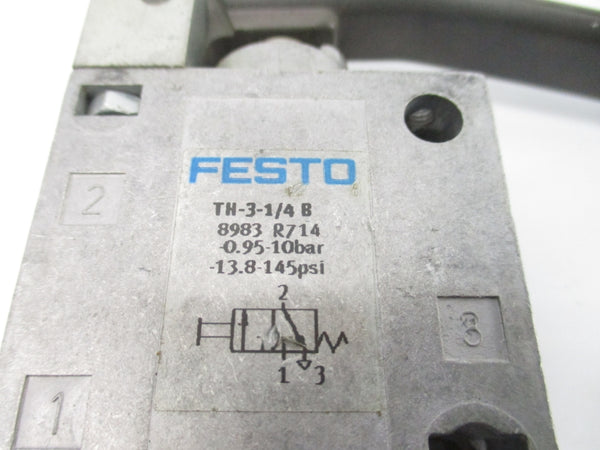 FESTO
TH-3-1/4 B
8983 R714
-0.95-10bar
-13.8-145psi
2
2
1 3
3
1